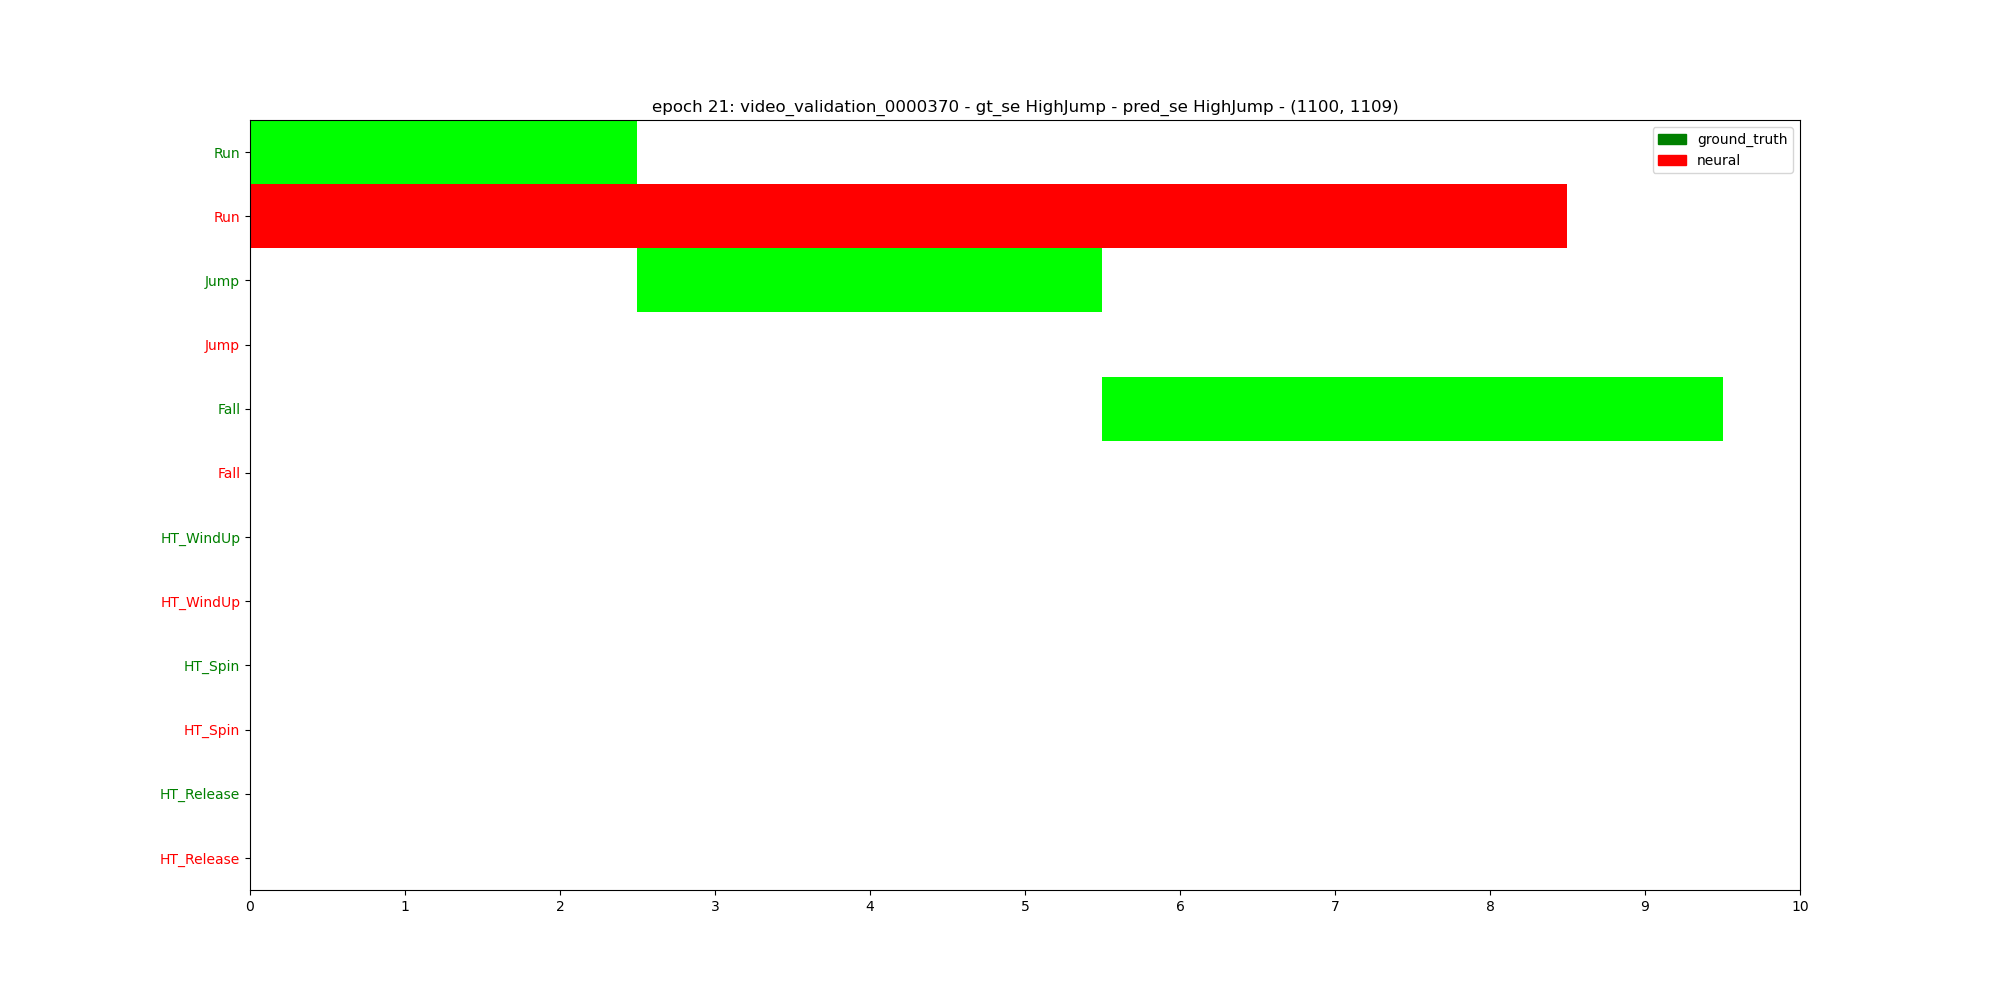 epoch 21: video_validation_0000370 - gt_se HighJump - pred_se HighJump - (1100, 1109)
ground_truth
neural
Run
Run
Jump
Jump
Fall
Fall
HT_WindUp
HT_WindUp
HT_Spin
HT_Spin
HT_Release
HT_Release
0 1 2 3 4 5 6 7 8 9 10